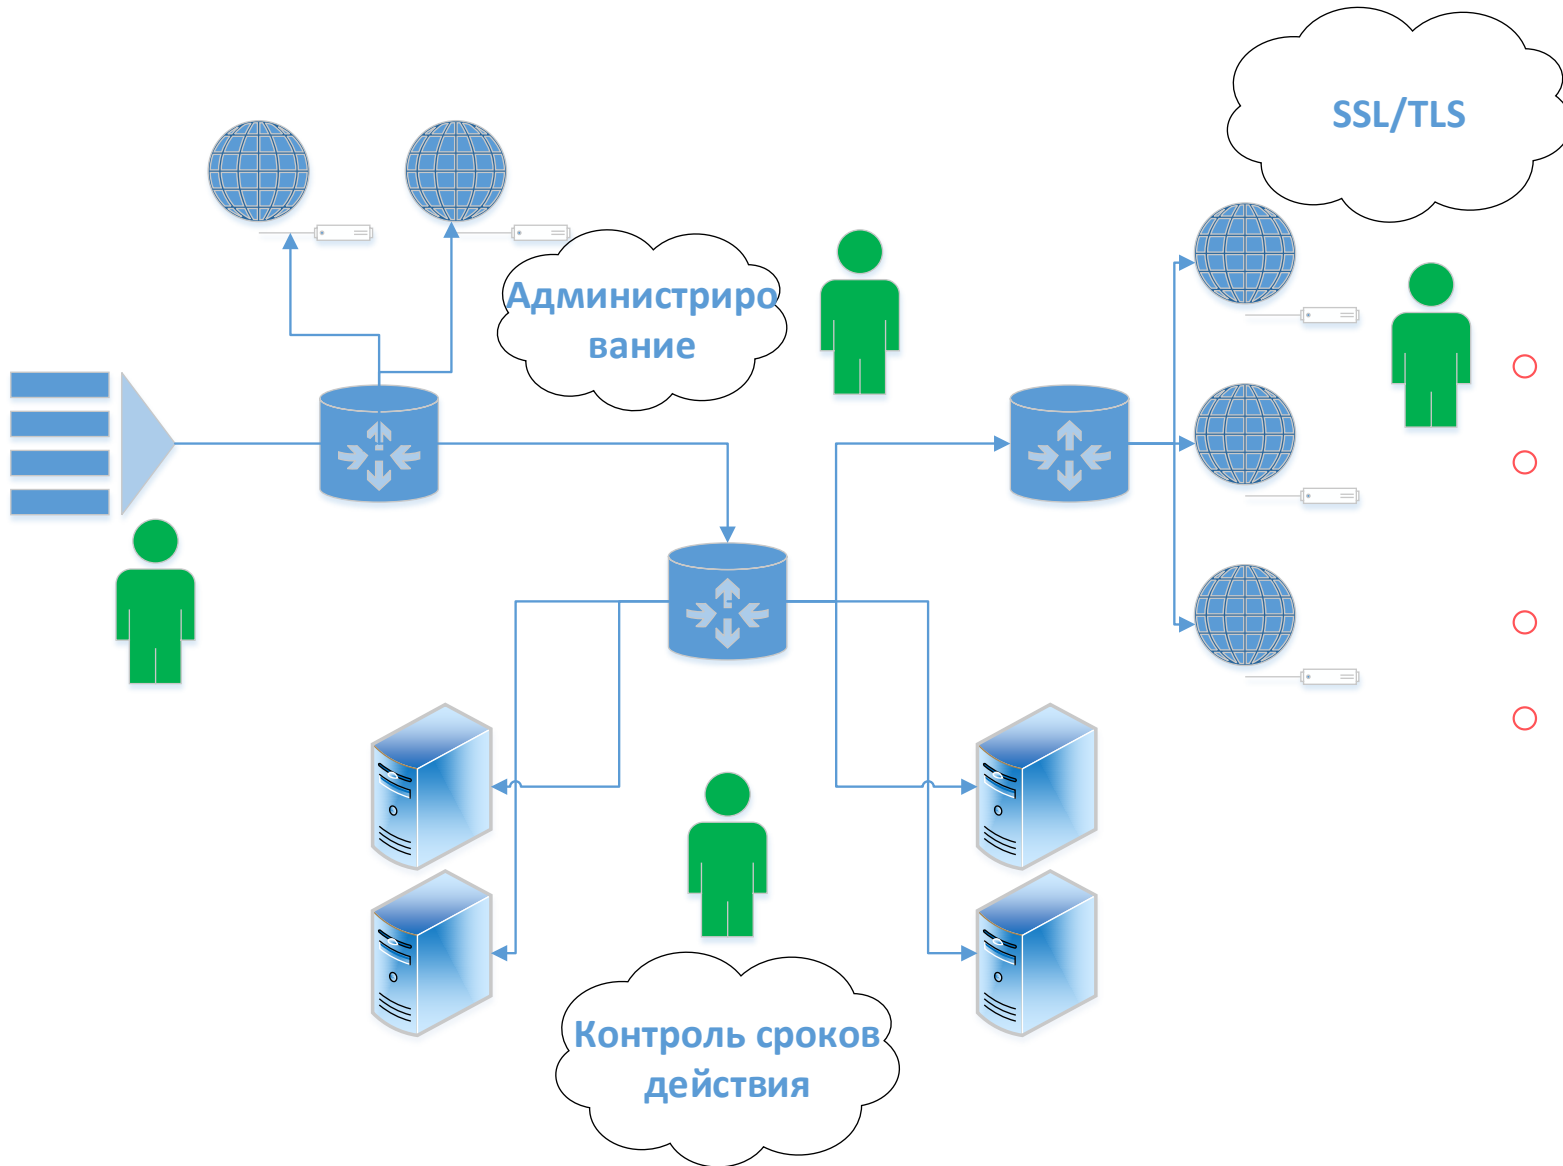 SSL/TLS
Администриро
вание
Контроль сроков
действия